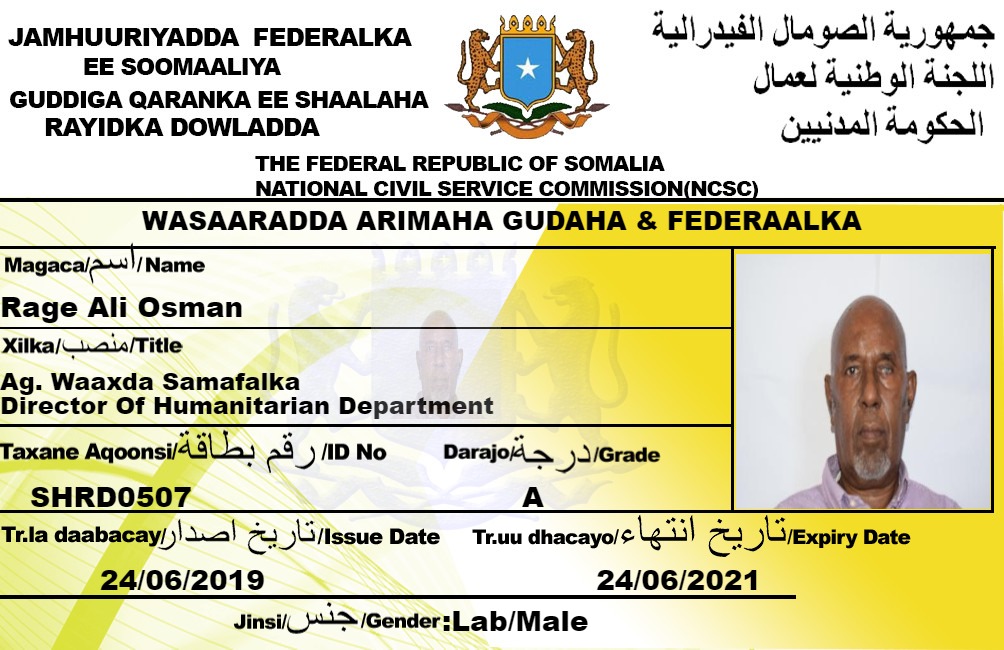 JAMHUURIYADDA FEDERALKA
EE SOOMAALIYA
GUDDIGA QARANKA EE SHAALAHA
RAYIDKA DOWLADDA
جمهورية الصومال الفيدرالية
اللجنة الوطنية لعمال
الحكومة المدنيين
THE FEDERAL REPUBLIC OF SOMALIA
NATIONAL CIVIL SERVICE COMMISSION(NCSC)
WASAARADDA ARIMAHA GUDAHA & FEDERAALKA
Magaca/اسم/Name
Rage Ali Osman
Xilka/منصب/Title
Ag. Waaxda Samafalka
Director Of Humanitarian Department
Taxane Aqoonsi/رقم بطاقة/ID No Darajo/درجة/Grade
SHRD0507 A
Tr.la daabacay/تاريخ اصدار/Issue Date Tr.uu dhacayo/تاريخ انتهاء/Expiry Date
24/06/2019 24/06/2021
Jinsi/جنس/Gender:Lab/Male